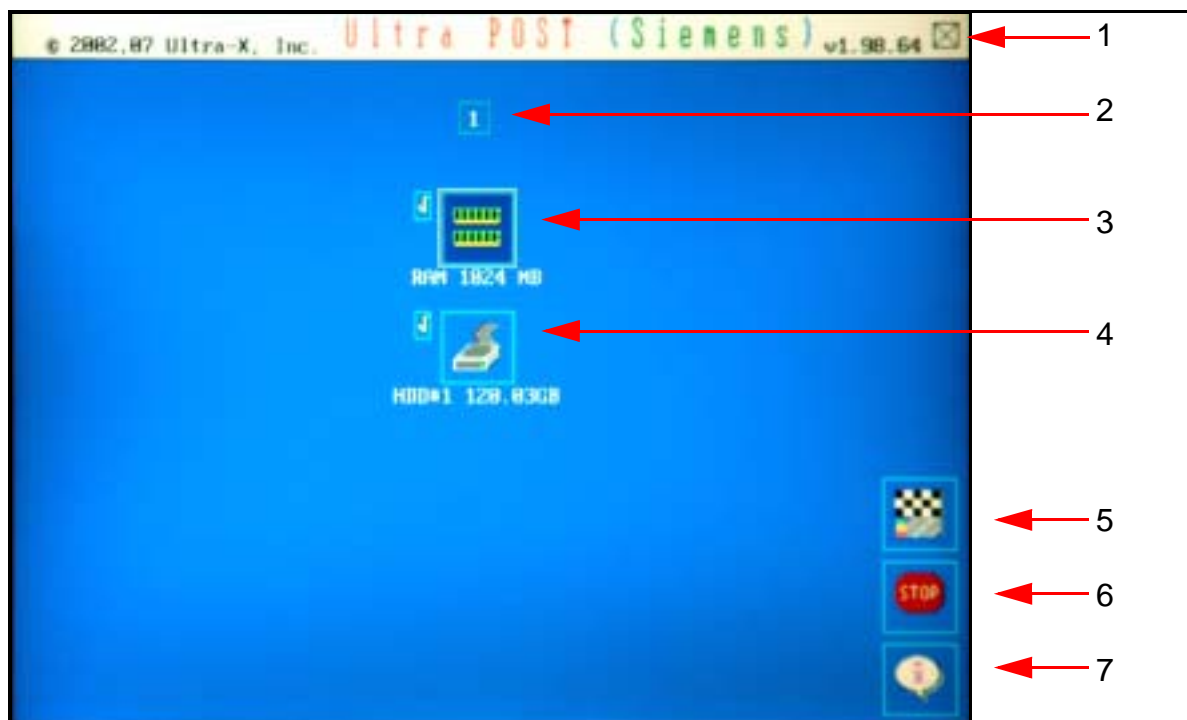 © 2002,07 Ultra-X, Inc. Ultra POST (Siemens) v1.98.64
1
1
2
RAM 1024 MB
3
HDD#1 120.03GB
4
5
STOP
6
i
7